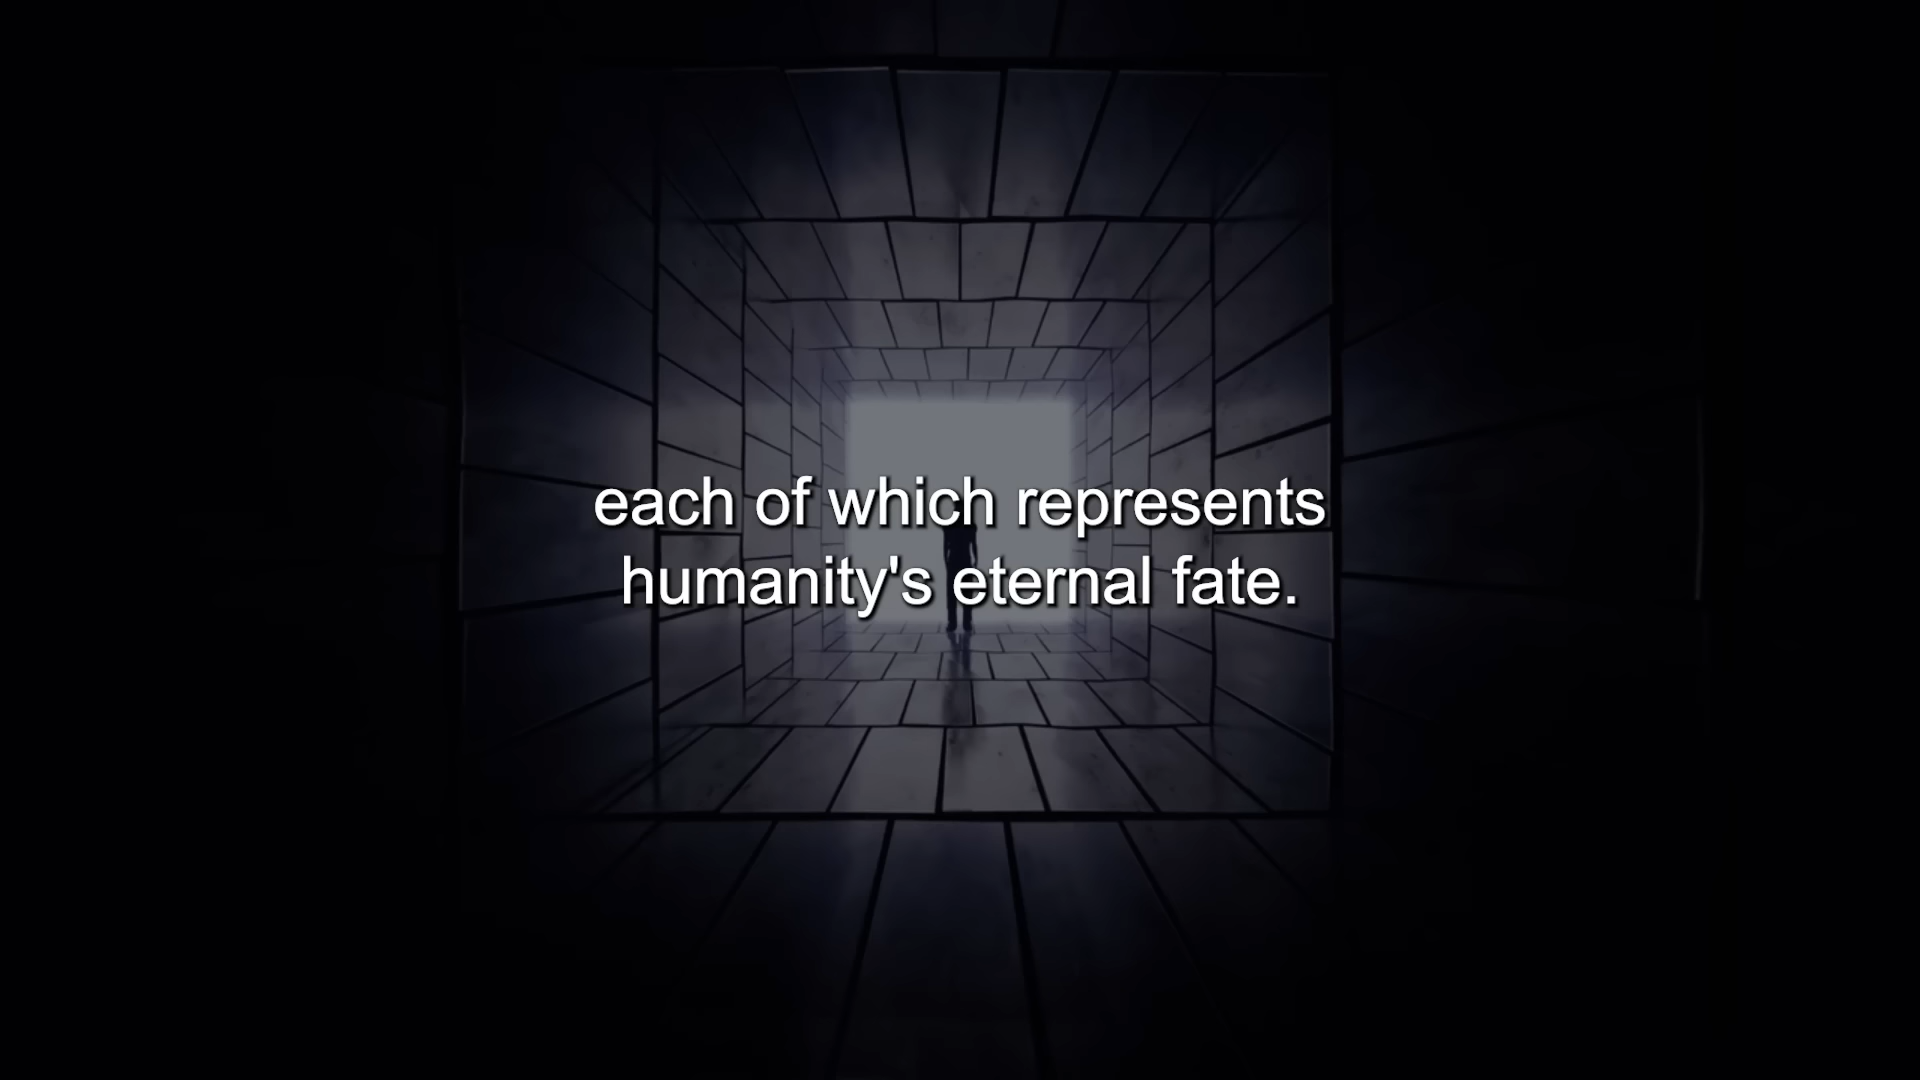 each of which represents
humanity's eternal fate.